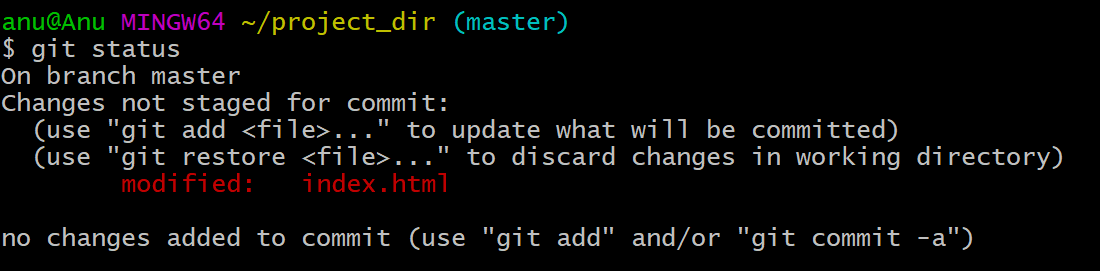 anu@Anu MINGW64 ~/project_dir (master)
$ git status
On branch master
Changes not staged for commit:
  (use "git add <file>..." to update what will be committed)
  (use "git restore <file>..." to discard changes in working directory)
        modified:   index.html

no changes added to commit (use "git add" and/or "git commit -a")